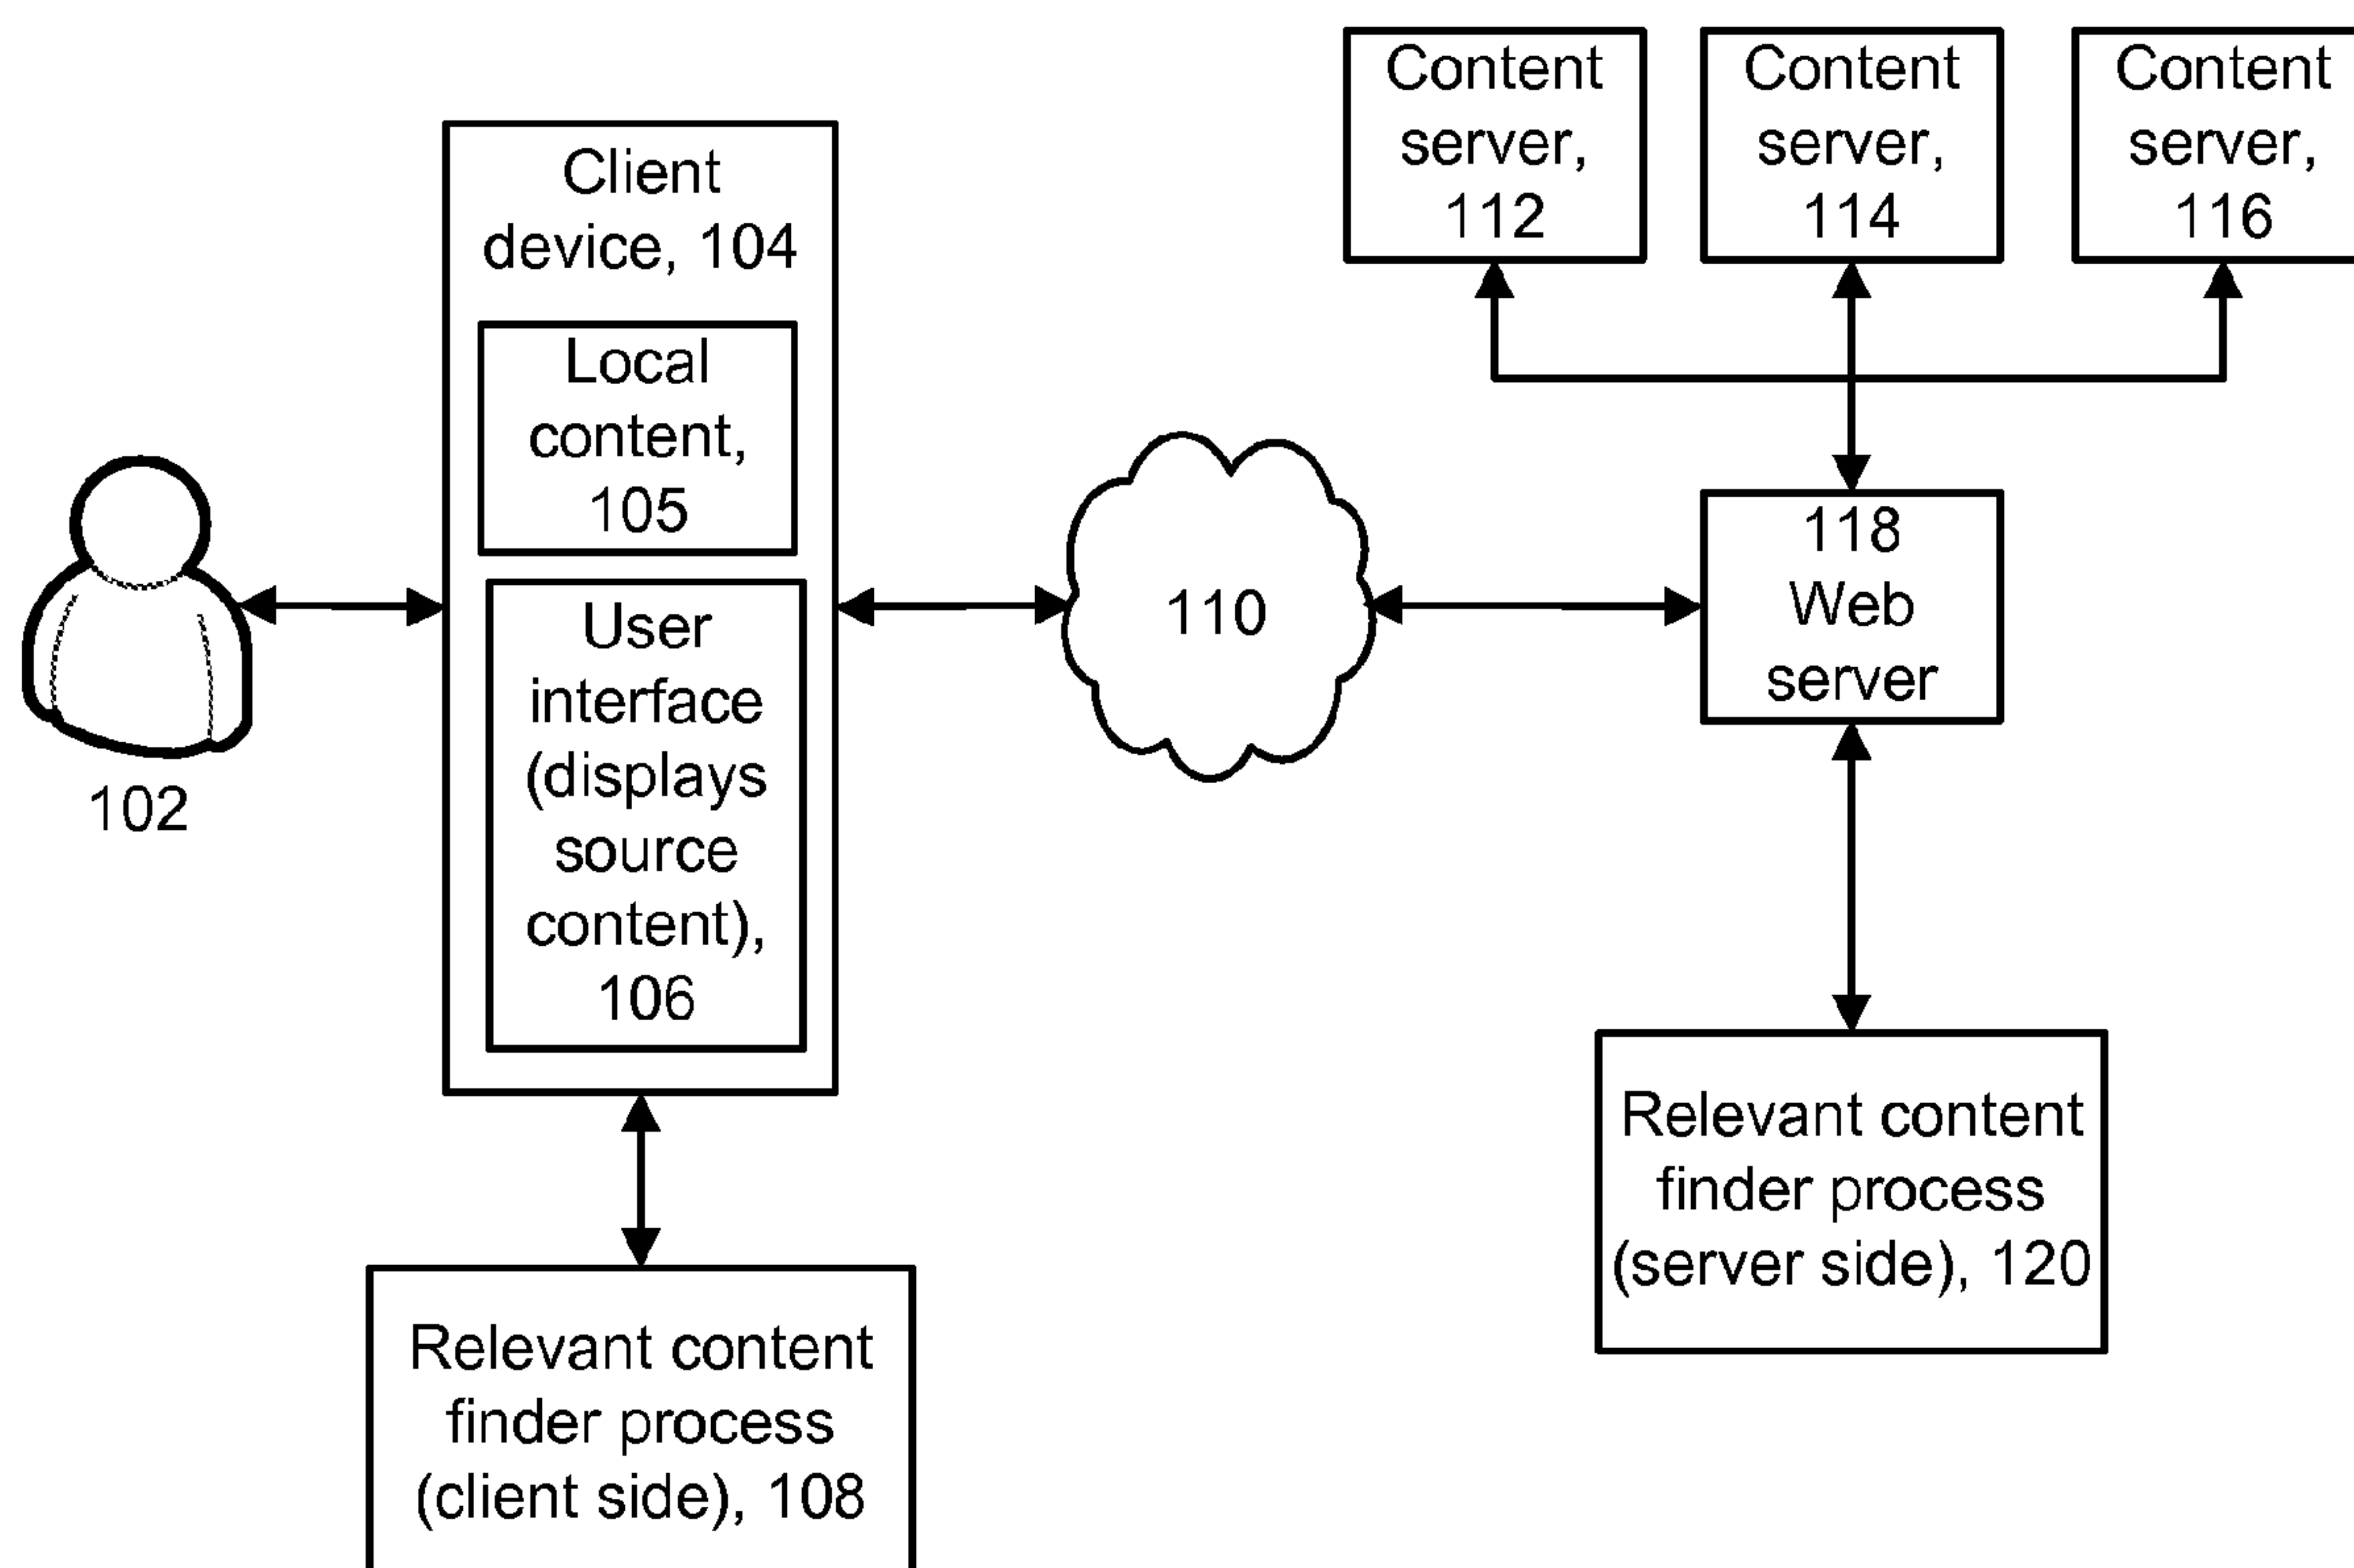 Content
server,
112
Content
server,
114
Content
server,
116
Client
device, 104
Local
content,
105
User
interface
(displays
source
content),
106
102
110
118
Web
server
Relevant content
finder process
(server side), 120
Relevant content
finder process
(client side), 108